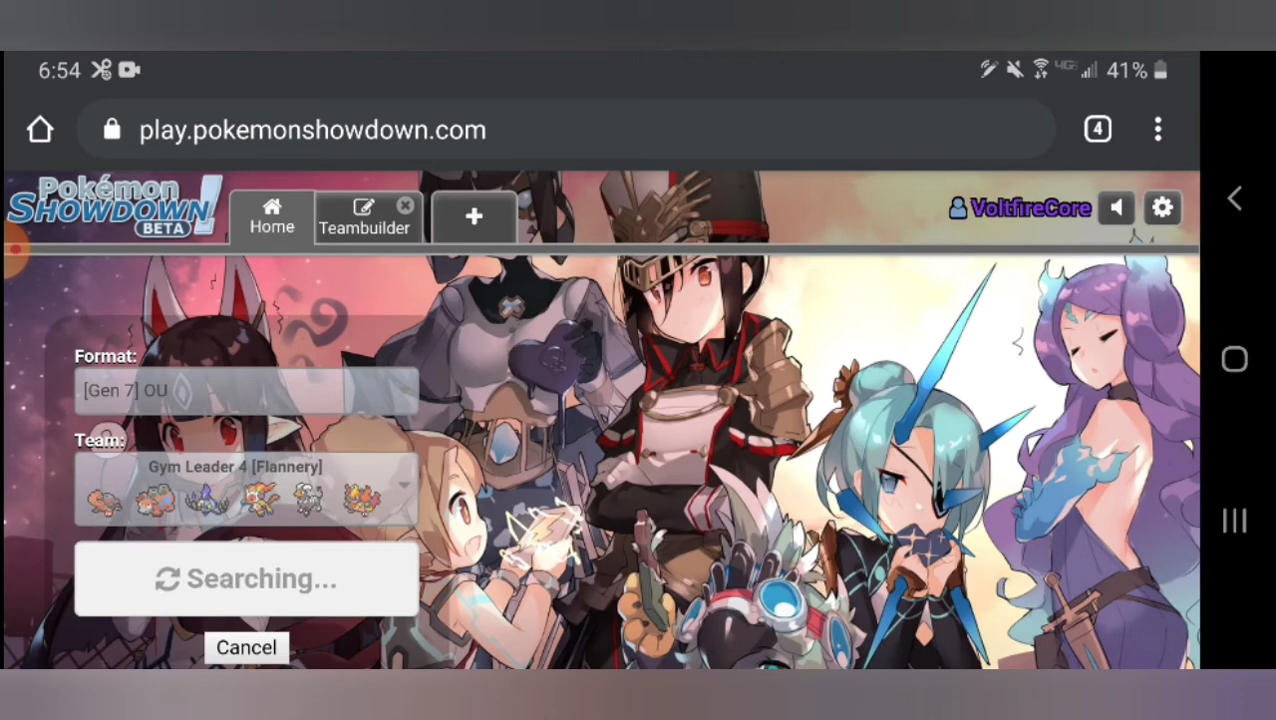 6:54 4G 41%
play.pokemonshowdown.com 4
Pokémon
SHOWDOWN!
BETA
Home
Teambuilder
+
VoltfireCore
Format:
[Gen 7] OU
Team:
Gym Leader 4 [Flannery]
Searching...
Cancel